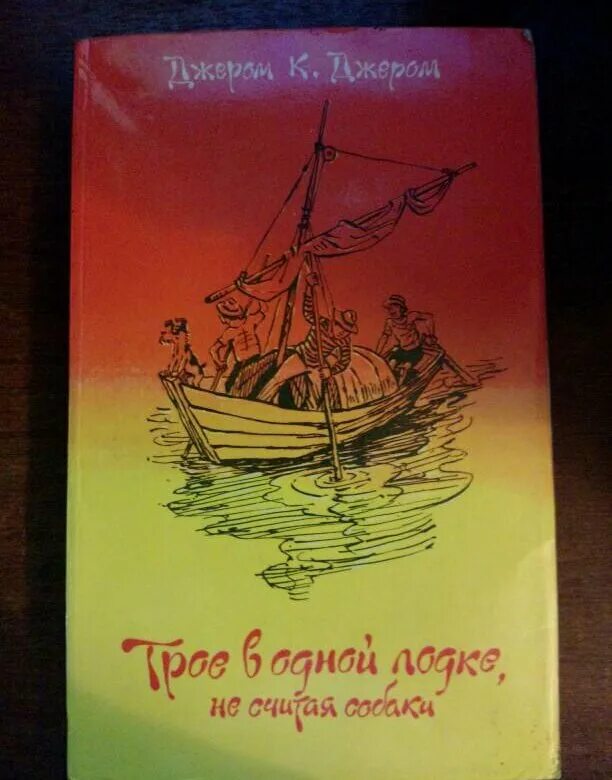 Джером К. Джером
Трое в одной лодке,
не считая собаки